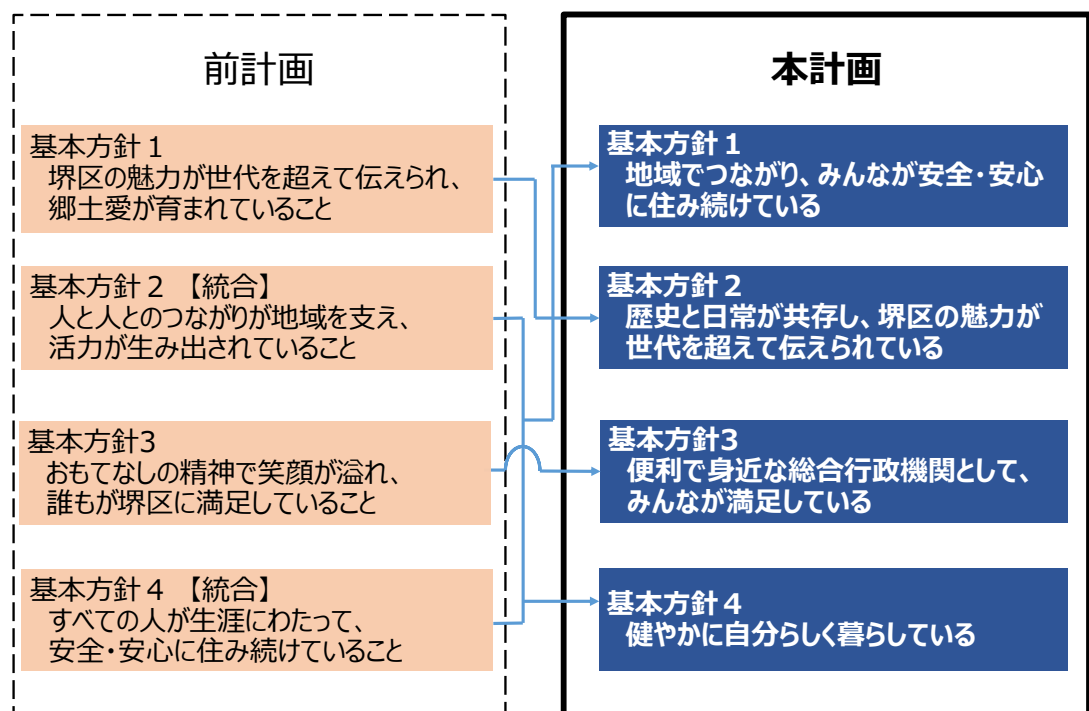 前計画
基本方針１
堺区の魅力が世代を超えて伝えられ、
郷土愛が育まれていること
基本方針２ 【統合】
人と人とのつながりが地域を支え、
活力が生み出されていること
基本方針3
おもてなしの精神で笑顔が溢れ、
誰もが堺区に満足していること
基本方針４ 【統合】
すべての人が生涯にわたって、
安全・安心に住み続けていること
本計画
基本方針１
地域でつながり、みんなが安全・安心
に住み続けている
基本方針２
歴史と日常が共存し、堺区の魅力が
世代を超えて伝えられている
基本方針3
便利で身近な総合行政機関として、
みんなが満足している
基本方針４
健やかに自分らしく暮らしている